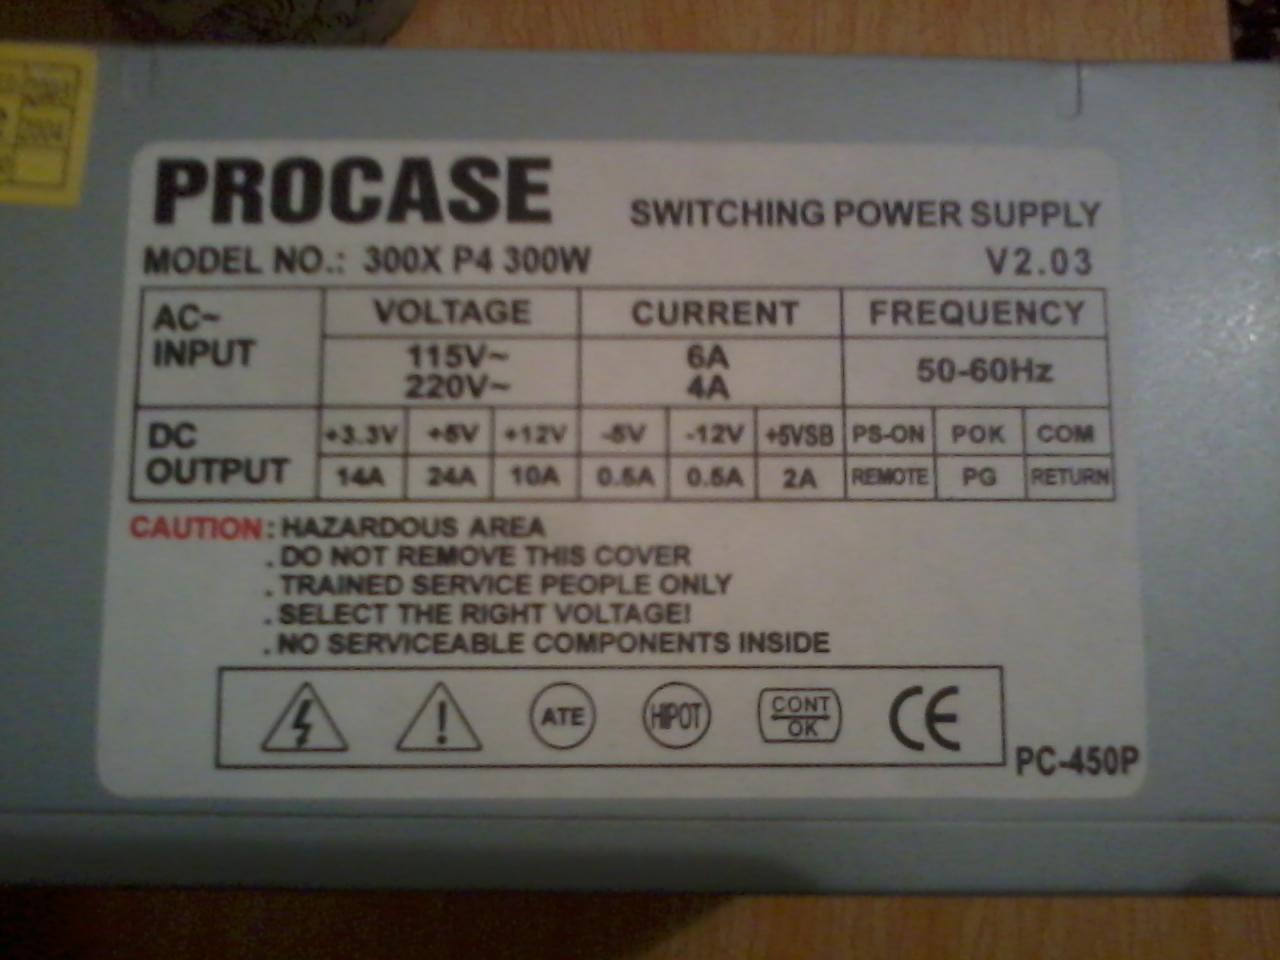 2003
2004
PROCASE
SWITCHING POWER SUPPLY
MODEL NO.: 300X P4 300W
V2.03
AC~ INPUT VOLTAGE CURRENT FREQUENCY
115V~ 6A 50-60Hz
220V~ 4A
DC OUTPUT +3.3V +5V +12V -5V -12V +5VSB PS-ON POK COM
14A 24A 10A 0.5A 0.5A 2A REMOTE PG RETURN
CAUTION: HAZARDOUS AREA
. DO NOT REMOVE THIS COVER
. TRAINED SERVICE PEOPLE ONLY
. SELECT THE RIGHT VOLTAGE!
. NO SERVICEABLE COMPONENTS INSIDE
ATE HIPOT CONT OK CE
PC-450P